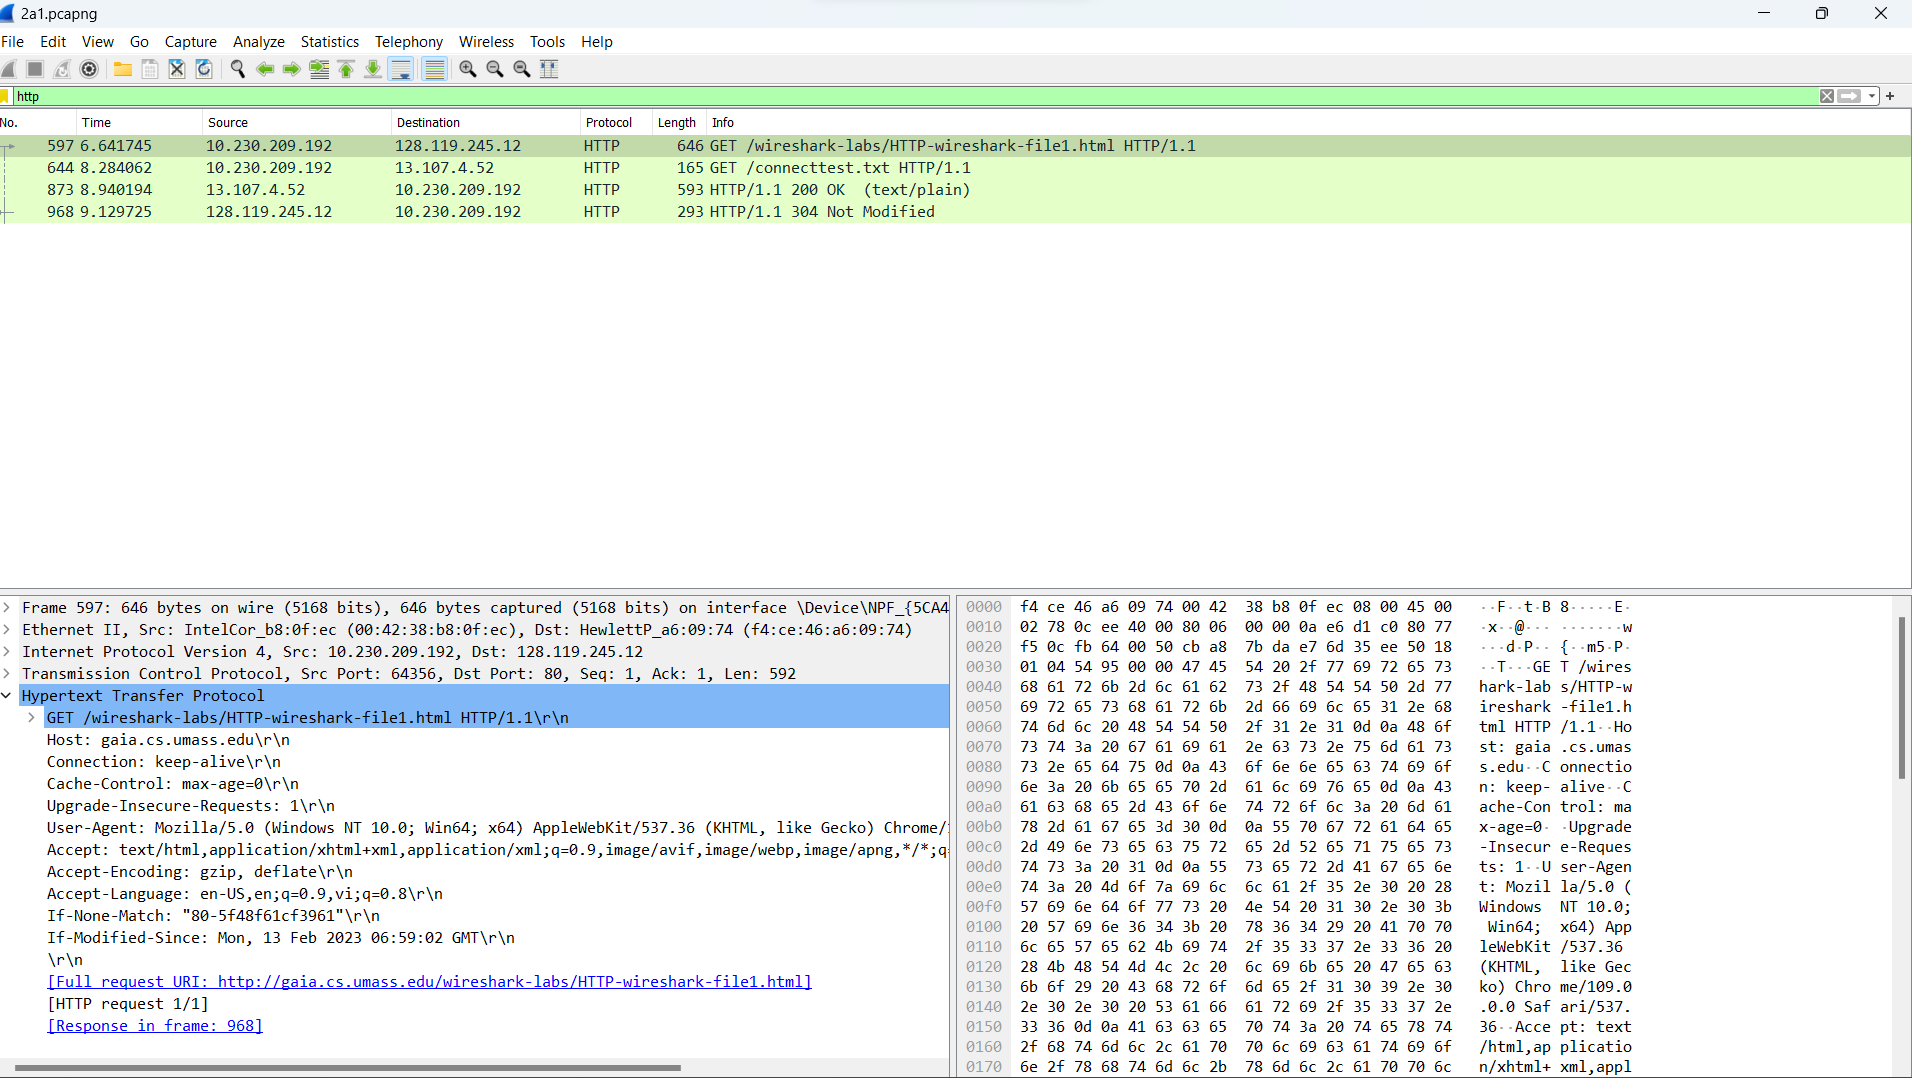 2a1.pcapng
File Edit View Go Capture Analyze Statistics Telephony Wireless Tools Help
http
No. Time Source Destination Protocol Length Info
597 6.641745 10.230.209.192 128.119.245.12 HTTP 646 GET /wireshark-labs/HTTP-wireshark-file1.html HTTP/1.1
644 8.284062 10.230.209.192 13.107.4.52 HTTP 165 GET /connecttest.txt HTTP/1.1
873 8.940194 13.107.4.52 10.230.209.192 HTTP 593 HTTP/1.1 200 OK (text/plain)
968 9.129725 128.119.245.12 10.230.209.192 HTTP 293 HTTP/1.1 304 Not Modified
Frame 597: 646 bytes on wire (5168 bits), 646 bytes captured (5168 bits) on interface \Device\NPF_{5CA4
Ethernet II, Src: IntelCor_b8:0f:ec (00:42:38:b8:0f:ec), Dst: HewlettP_a6:09:74 (f4:ce:46:a6:09:74)
Internet Protocol Version 4, Src: 10.230.209.192, Dst: 128.119.245.12
Transmission Control Protocol, Src Port: 64356, Dst Port: 80, Seq: 1, Ack: 1, Len: 592
Hypertext Transfer Protocol
GET /wireshark-labs/HTTP-wireshark-file1.html HTTP/1.1\r\n
Host: gaia.cs.umass.edu\r\n
Connection: keep-alive\r\n
Cache-Control: max-age=0\r\n
Upgrade-Insecure-Requests: 1\r\n
User-Agent: Mozilla/5.0 (Windows NT 10.0; Win64; x64) AppleWebKit/537.36 (KHTML, like Gecko) Chrome/
Accept: text/html,application/xhtml+xml,application/xml;q=0.9,image/avif,image/webp,image/apng,*/*;q
Accept-Encoding: gzip, deflate\r\n
Accept-Language: en-US,en;q=0.9,vi;q=0.8\r\n
If-None-Match: "80-5f48f61cf3961"\r\n
If-Modified-Since: Mon, 13 Feb 2023 06:59:02 GMT\r\n
\r\n
[Full request URI: http://gaia.cs.umass.edu/wireshark-labs/HTTP-wireshark-file1.html]
[HTTP request 1/1]
[Response in frame: 968]
0000 f4 ce 46 a6 09 74 00 42 38 b8 0f ec 08 00 45 00 ··F··t·B 8·····E·
0010 02 78 0c ee 40 00 80 06 00 00 0a e6 d1 c0 80 77 ·x··@··· ·······w
0020 f5 0c fb 64 00 50 cb a8 7b da e7 6d 35 ee 50 18 ···d·P·· {··m5·P·
0030 01 04 54 95 00 00 47 45 54 20 2f 77 69 72 65 73 ··T···GE T /wires
0040 68 61 72 6b 2d 6c 61 62 73 2f 48 54 54 50 2d 77 hark-lab s/HTTP-w
0050 69 72 65 73 68 61 72 6b 2d 66 69 6c 65 31 2e 68 ireshark -file1.h
0060 74 6d 6c 20 48 54 54 50 2f 31 2e 31 0d 0a 48 6f tml HTTP /1.1··Ho
0070 73 74 3a 20 67 61 69 61 2e 63 73 2e 75 6d 61 73 st: gaia .cs.umas
0080 73 2e 65 64 75 0d 0a 43 6f 6e 6e 65 63 74 69 6f s.edu··C onnectio
0090 6e 3a 20 6b 65 65 70 2d 61 6c 69 76 65 0d 0a 43 n: keep- alive··C
00a0 61 63 68 65 2d 43 6f 6e 74 72 6f 6c 3a 20 6d 61 ache-Con trol: ma
00b0 78 2d 61 67 65 3d 30 0d 0a 55 70 67 72 61 64 65 x-age=0· ·Upgrade
00c0 2d 49 6e 73 65 63 75 72 65 2d 52 65 71 75 65 73 -Insecur e-Reques
00d0 74 73 3a 20 31 0d 0a 55 73 65 72 2d 41 67 65 6e ts: 1··U ser-Agen
00e0 74 3a 20 4d 6f 7a 69 6c 6c 61 2f 35 2e 30 20 28 t: Mozil la/5.0 (
00f0 57 69 6e 64 6f 77 73 20 4e 54 20 31 30 2e 30 3b Windows  NT 10.0;
0100 20 57 69 6e 36 34 3b 20 78 36 34 29 20 41 70 70  Win64;  x64) App
0110 6c 65 57 65 62 4b 69 74 2f 35 33 37 2e 33 36 20 leWebKit /537.36
0120 28 4b 48 54 4d 4c 2c 20 6c 69 6b 65 20 47 65 63 (KHTML,  like Gec
0130 6b 6f 29 20 43 68 72 6f 6d 65 2f 31 30 39 2e 30 ko) Chro me/109.0
0140 2e 30 2e 30 20 53 61 66 61 72 69 2f 35 33 37 2e .0.0 Saf ari/537.
0150 33 36 0d 0a 41 63 63 65 70 74 3a 20 74 65 78 74 36··Acce pt: text
0160 2f 68 74 6d 6c 2c 61 70 70 6c 69 63 61 74 69 6f /html,ap plicatio
0170 6e 2f 78 68 74 6d 6c 2b 78 6d 6c 2c 61 70 70 6c n/xhtml+ xml,appl